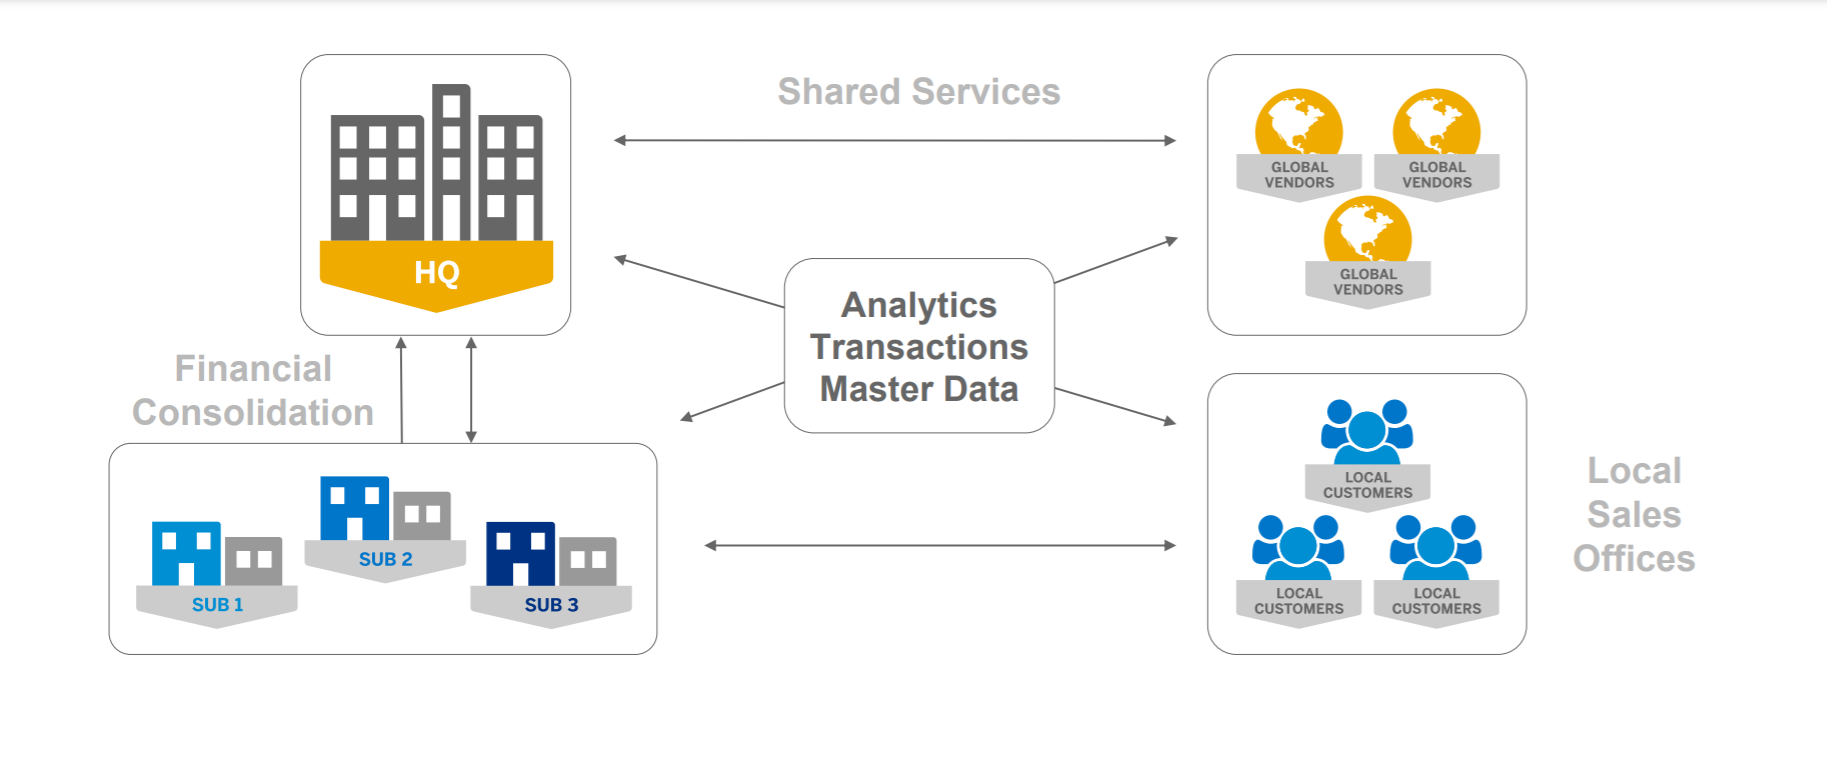 Shared Services
GLOBAL
VENDORS
GLOBAL
VENDORS
GLOBAL
VENDORS
HQ
Analytics
Transactions
Master Data
Financial
Consolidation
SUB 1
SUB 2
SUB 3
LOCAL
CUSTOMERS
LOCAL
CUSTOMERS
LOCAL
CUSTOMERS
Local
Sales
Offices